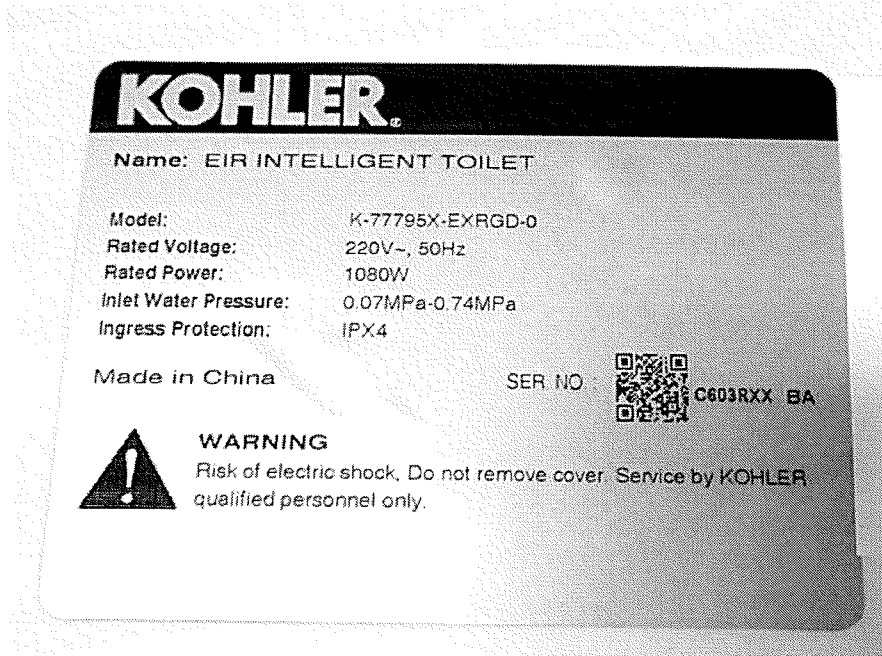 KOHLER®
Name: EIR INTELLIGENT TOILET
Model: K-77795X-EXRGD-0
Rated Voltage: 220V~, 50Hz
Rated Power: 1080W
Inlet Water Pressure: 0.07MPa-0.74MPa
Ingress Protection: IPX4
Made in China SER NO : C603RXX BA
WARNING
Risk of electric shock, Do not remove cover. Service by KOHLER
qualified personnel only.